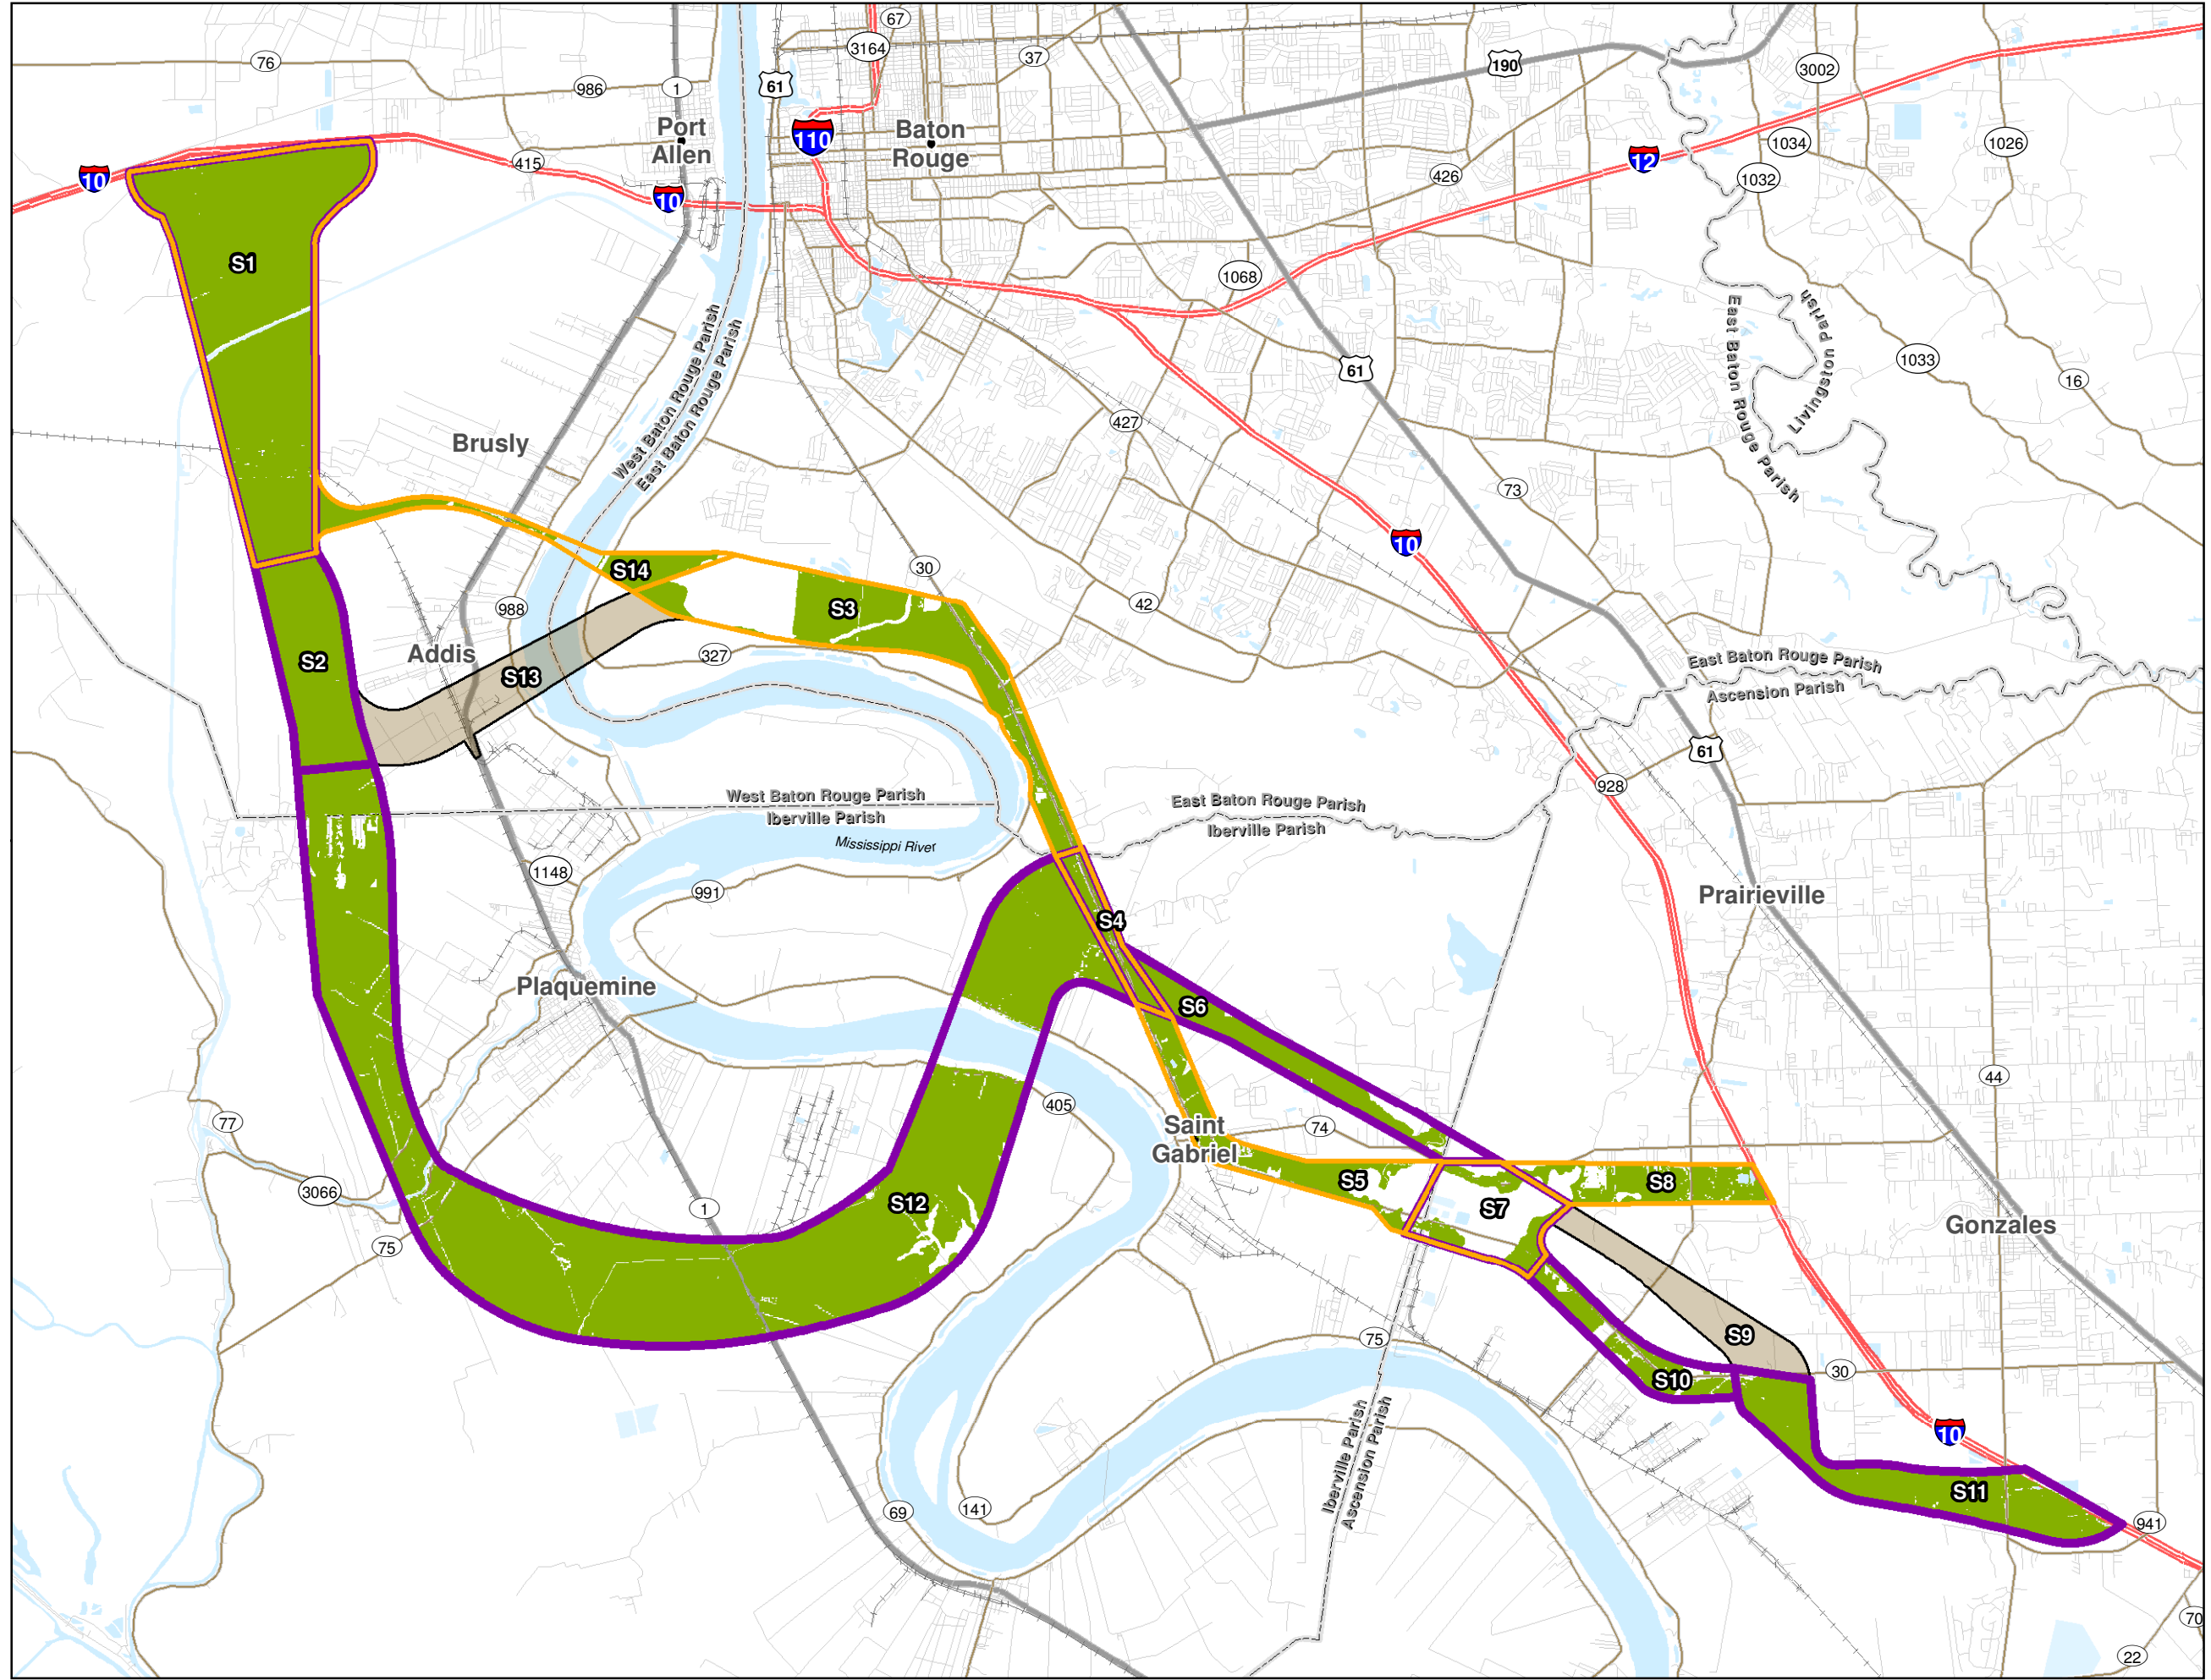 67
3164
76
37
190
3002
986
1
61
110
Port
Allen
Baton
Rouge
12
1034
1026
415
10
426
1032
10
S1
1068
West Baton Rouge Parish
East Baton Rouge Parish
East Baton Rouge Parish
Livingston Parish
1033
61
16
427
Brusly
73
10
30
S14
S3
42
988
S2
Addis
327
S13
East Baton Rouge Parish
Ascension Parish
61
928
West Baton Rouge Parish
Iberville Parish
East Baton Rouge Parish
Iberville Parish
Mississippi River
1148
991
Prairieville
S4
Plaquemine
S6
44
405
77
74
Saint
Gabriel
3066
S5
S8
S12
S7
1
Gonzales
75
S9
75
30
S10
10
Iberville Parish
Ascension Parish
S11
69
141
941
70
22